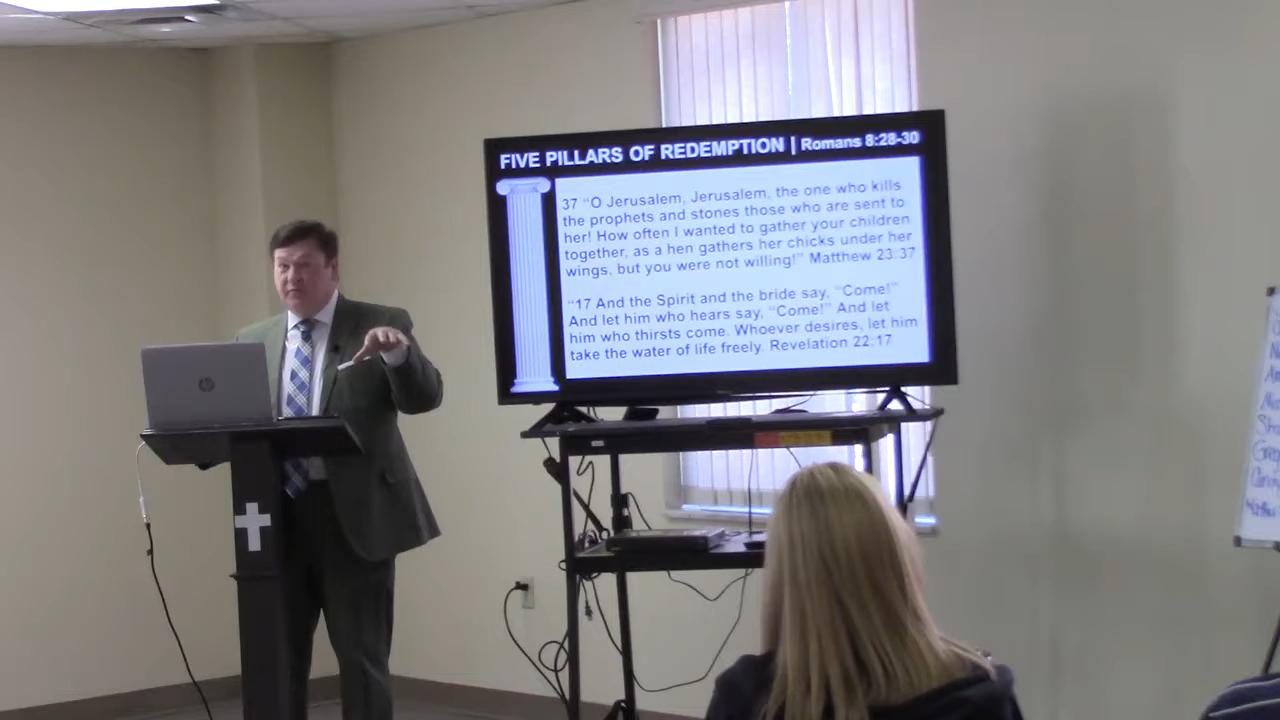 FIVE PILLARS OF REDEMPTION | Romans 8:28-30
37 “O Jerusalem, Jerusalem, the one who kills
the prophets and stones those who are sent to
her! How often I wanted to gather your children
together, as a hen gathers her chicks under her
wings, but you were not willing!” Matthew 23:37
“17 And the Spirit and the bride say, “Come!”
And let him who hears say, “Come!” And let
him who thirsts come. Whoever desires, let him
take the water of life freely. Revelation 22:17
hp